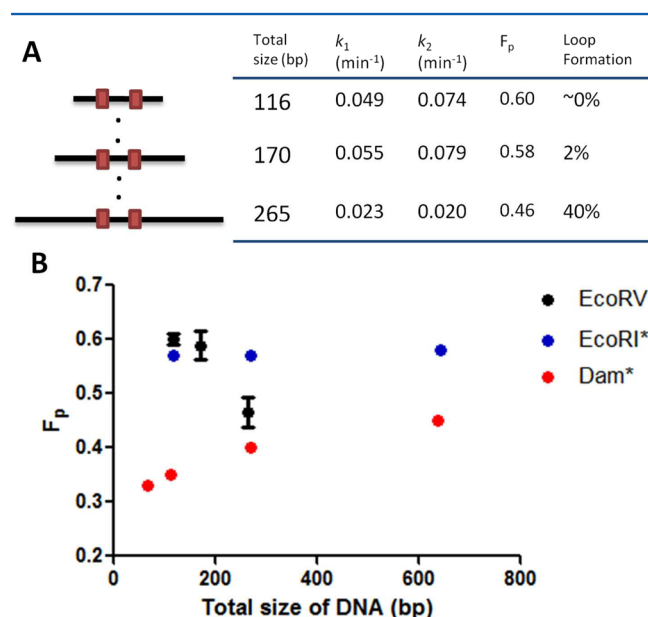 A
Total size (bp) k1 (min-1) k2 (min-1) Fp Loop Formation
116 0.049 0.074 0.60 ~0%
170 0.055 0.079 0.58 2%
265 0.023 0.020 0.46 40%
B
0.7
0.6
0.5
0.4
0.3
0.2
Fp
0 200 400 600 800
Total size of DNA (bp)
EcoRV
EcoRI*
Dam*